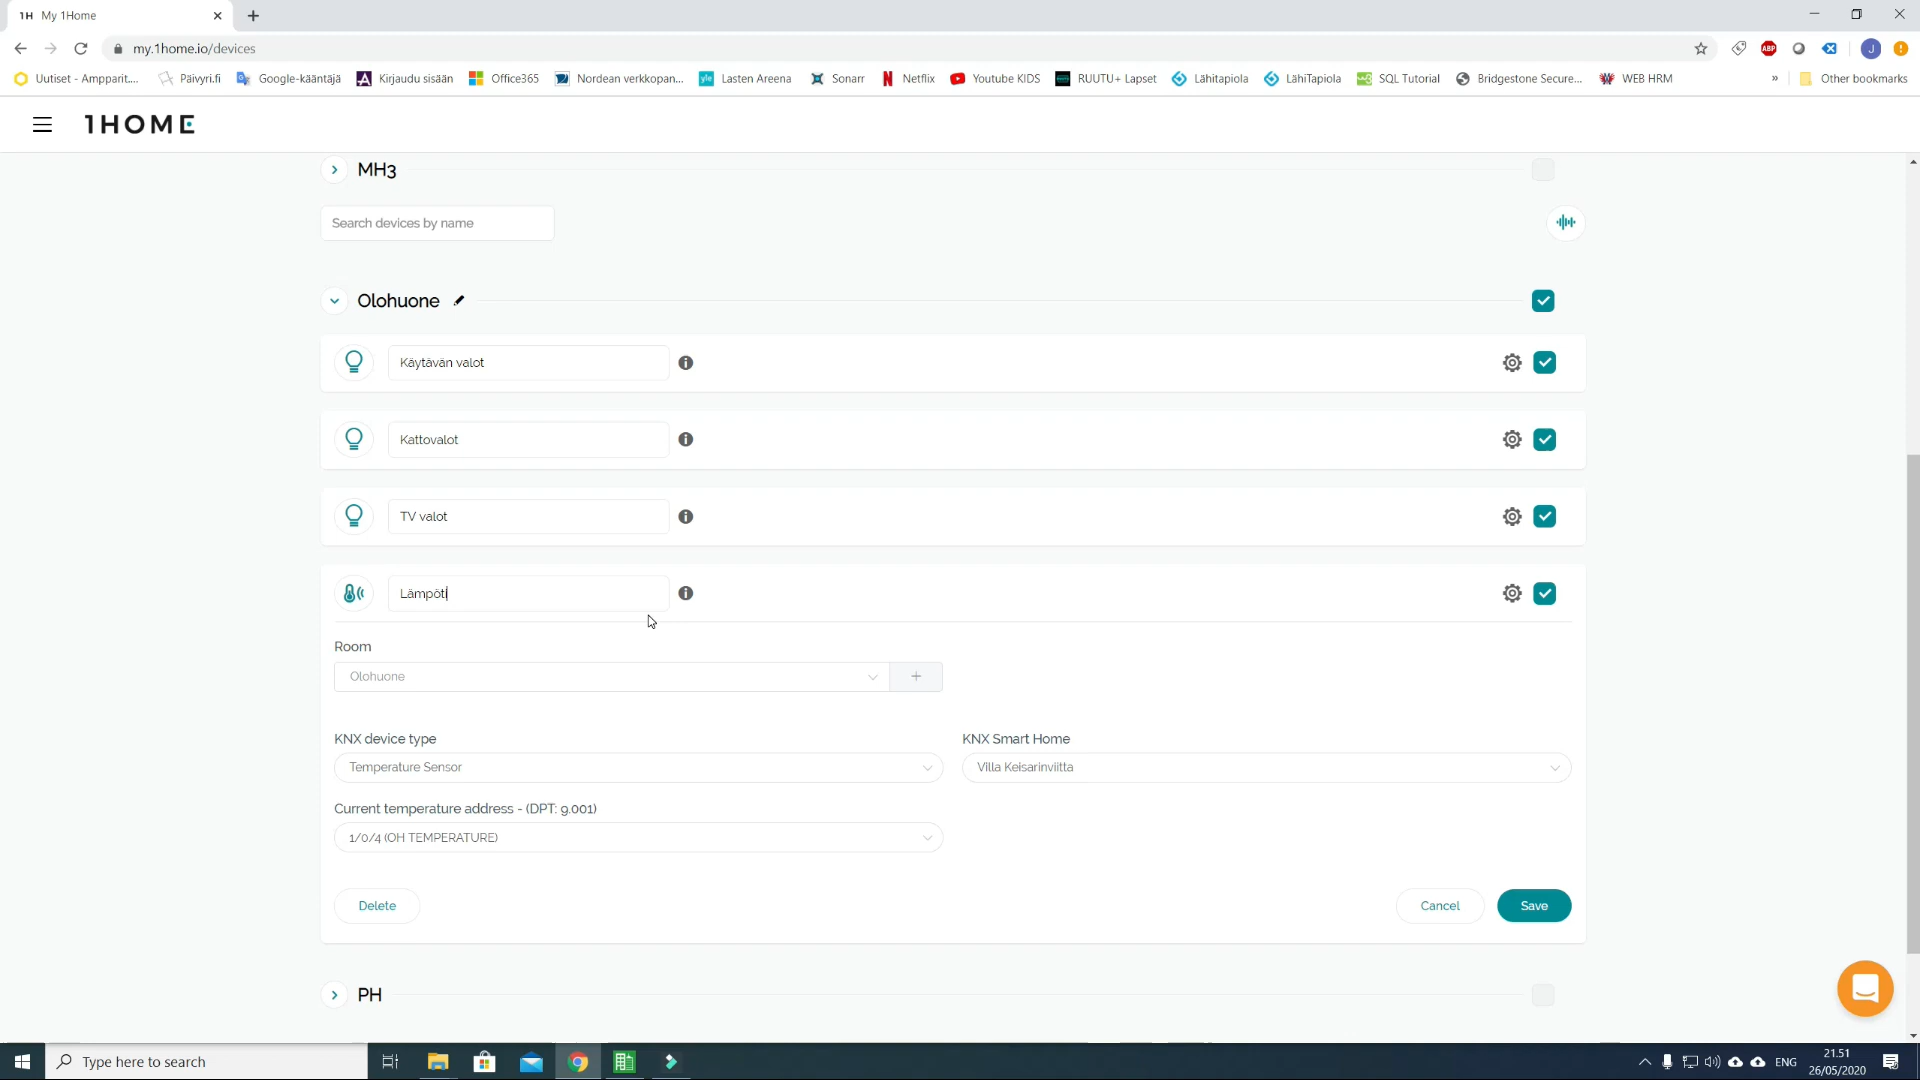 1H My 1Home
my.1home.io/devices
Uutiset - Ampparit.... Päivyri.fi Google-kääntäjä Kirjaudu sisään Office365 Nordean verkkopan... yle Lasten Areena Sonarr Netflix Youtube KIDS RUUTU+ Lapset Lähitapiola LähiTapiola SQL Tutorial Bridgestone Secure... WEB HRM » Other bookmarks
ABP J
1HOME
MH3
Search devices by name
Olohuone
Käytävän valot
Kattovalot
TV valot
Lämpöti
Room
Olohuone
KNX device type KNX Smart Home
Temperature Sensor Villa Keisarinviitta
Current temperature address - (DPT: 9.001)
1/0/4 (OH TEMPERATURE)
Delete Cancel Save
PH
Type here to search
ENG
21.51
26/05/2020